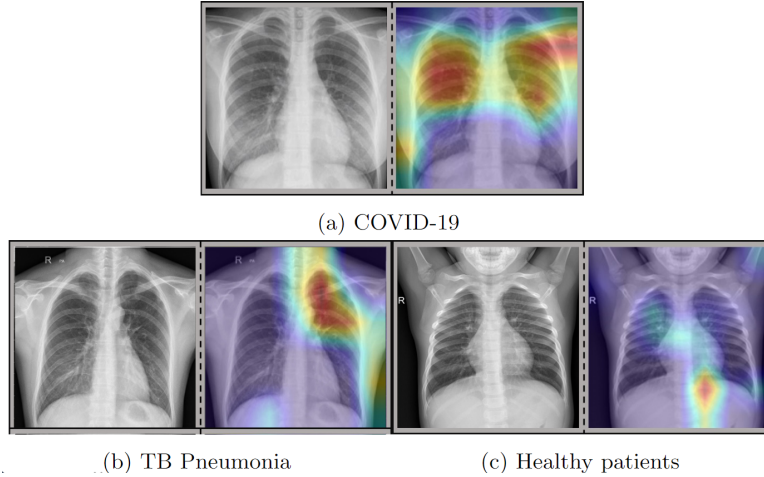 (a) COVID-19
R
R
R
(b) TB Pneumonia
(c) Healthy patients